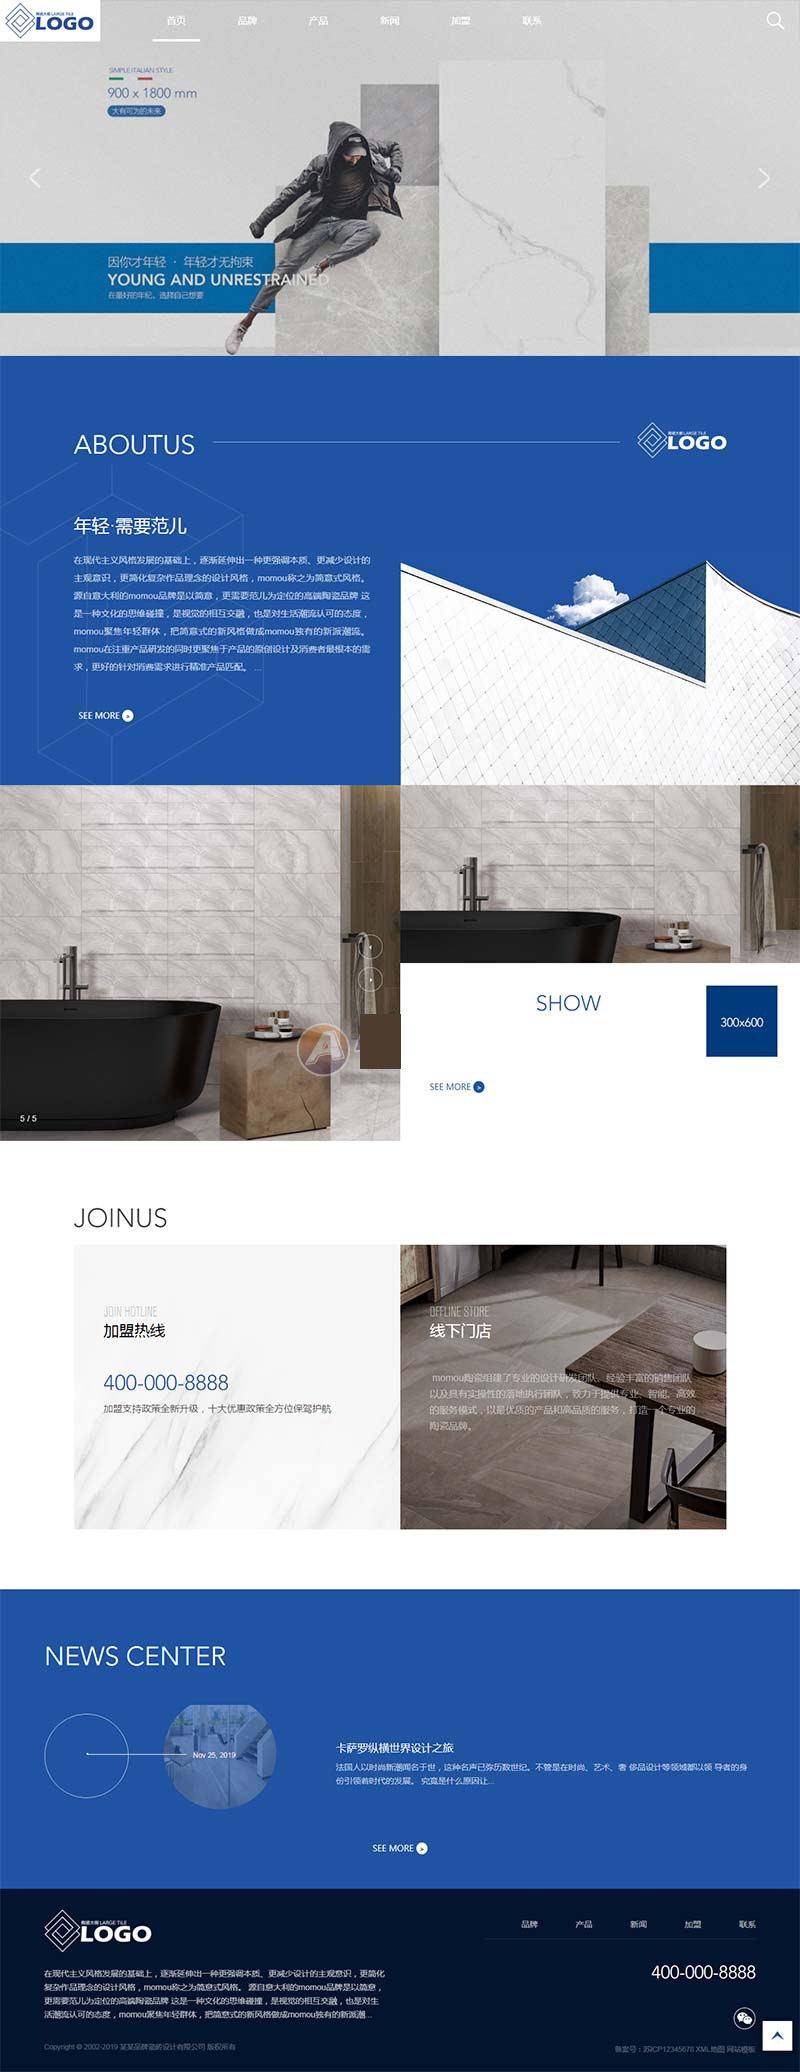 陶瓷大板 LARGE TILE
LOGO
首页 品牌 产品 新闻 加盟 联系
SIMPLE ITALIAN STYLE
900 x 1800 mm
大有可为的未来
因你才年轻 · 年轻才无拘束
YOUNG AND UNRESTRAINED
在最好的年纪，选择自己想要
ABOUTUS
LARGE TILE
LOGO
年轻·需要范儿
在现代主义风格发展的基础上，逐渐延伸出一种更强调本质、更减少设计的
主观意识，更简化复杂作品理念的设计风格，momou称之为简意式风格。
源自意大利的momou品牌是以简意，更需要范儿为定位的高端陶瓷品牌 这
是一种文化的思维碰撞，是视觉的相互交融，也是对生活潮流认可的态度，
momou聚焦年轻群体，把简意式的新风格做成momou独有的新派潮流。
momou在注重产品研发的同时更聚焦于产品的原创设计及消费者最根本的需
求，更好的针对消费需求进行精准产品匹配。 ...
SEE MORE >
5 / 5
SHOW
300x600
SEE MORE >
JOINUS
JOIN HOTLINE
加盟热线
400-000-8888
加盟支持政策全新升级，十大优惠政策全方位保驾护航
OFFLINE STORE
线下门店
momou陶瓷组建了专业的设计研发团队、经验丰富的销售团队
以及具有实操性的落地执行团队，致力于提供专业、智能、高效
的服务模式，以最优质的产品和高品质的服务，打造一个专业的
陶瓷品牌。
NEWS CENTER
Nov 25, 2019
卡萨罗纵横世界设计之旅
法国人以时尚新潮闻名于世，这种名声已弥历数世纪。不管是在时尚、艺术、奢 侈品设计等领域都以领 导者的身
份引领着时代的发展。 究竟是什么原因让...
SEE MORE >
陶瓷大板 LARGE TILE
LOGO
品牌 产品 新闻 加盟 联系
在现代主义风格发展的基础上，逐渐延伸出一种更强调本质、更减少设计的主观意识，更简化
复杂作品理念的设计风格，momou称之为简意式风格。 源自意大利的momou品牌是以简意，
更需要范儿为定位的高端陶瓷品牌 这是一种文化的思维碰撞，是视觉的相互交融，也是对生
活潮流认可的态度，momou聚焦年轻群体，把简意式的新风格做成momou独有的新派潮...
400-000-8888
Copyright © 2002-2019 某某品牌瓷砖设计有限公司 版权所有
备案号：苏ICP12345678 XML地图 网站模板